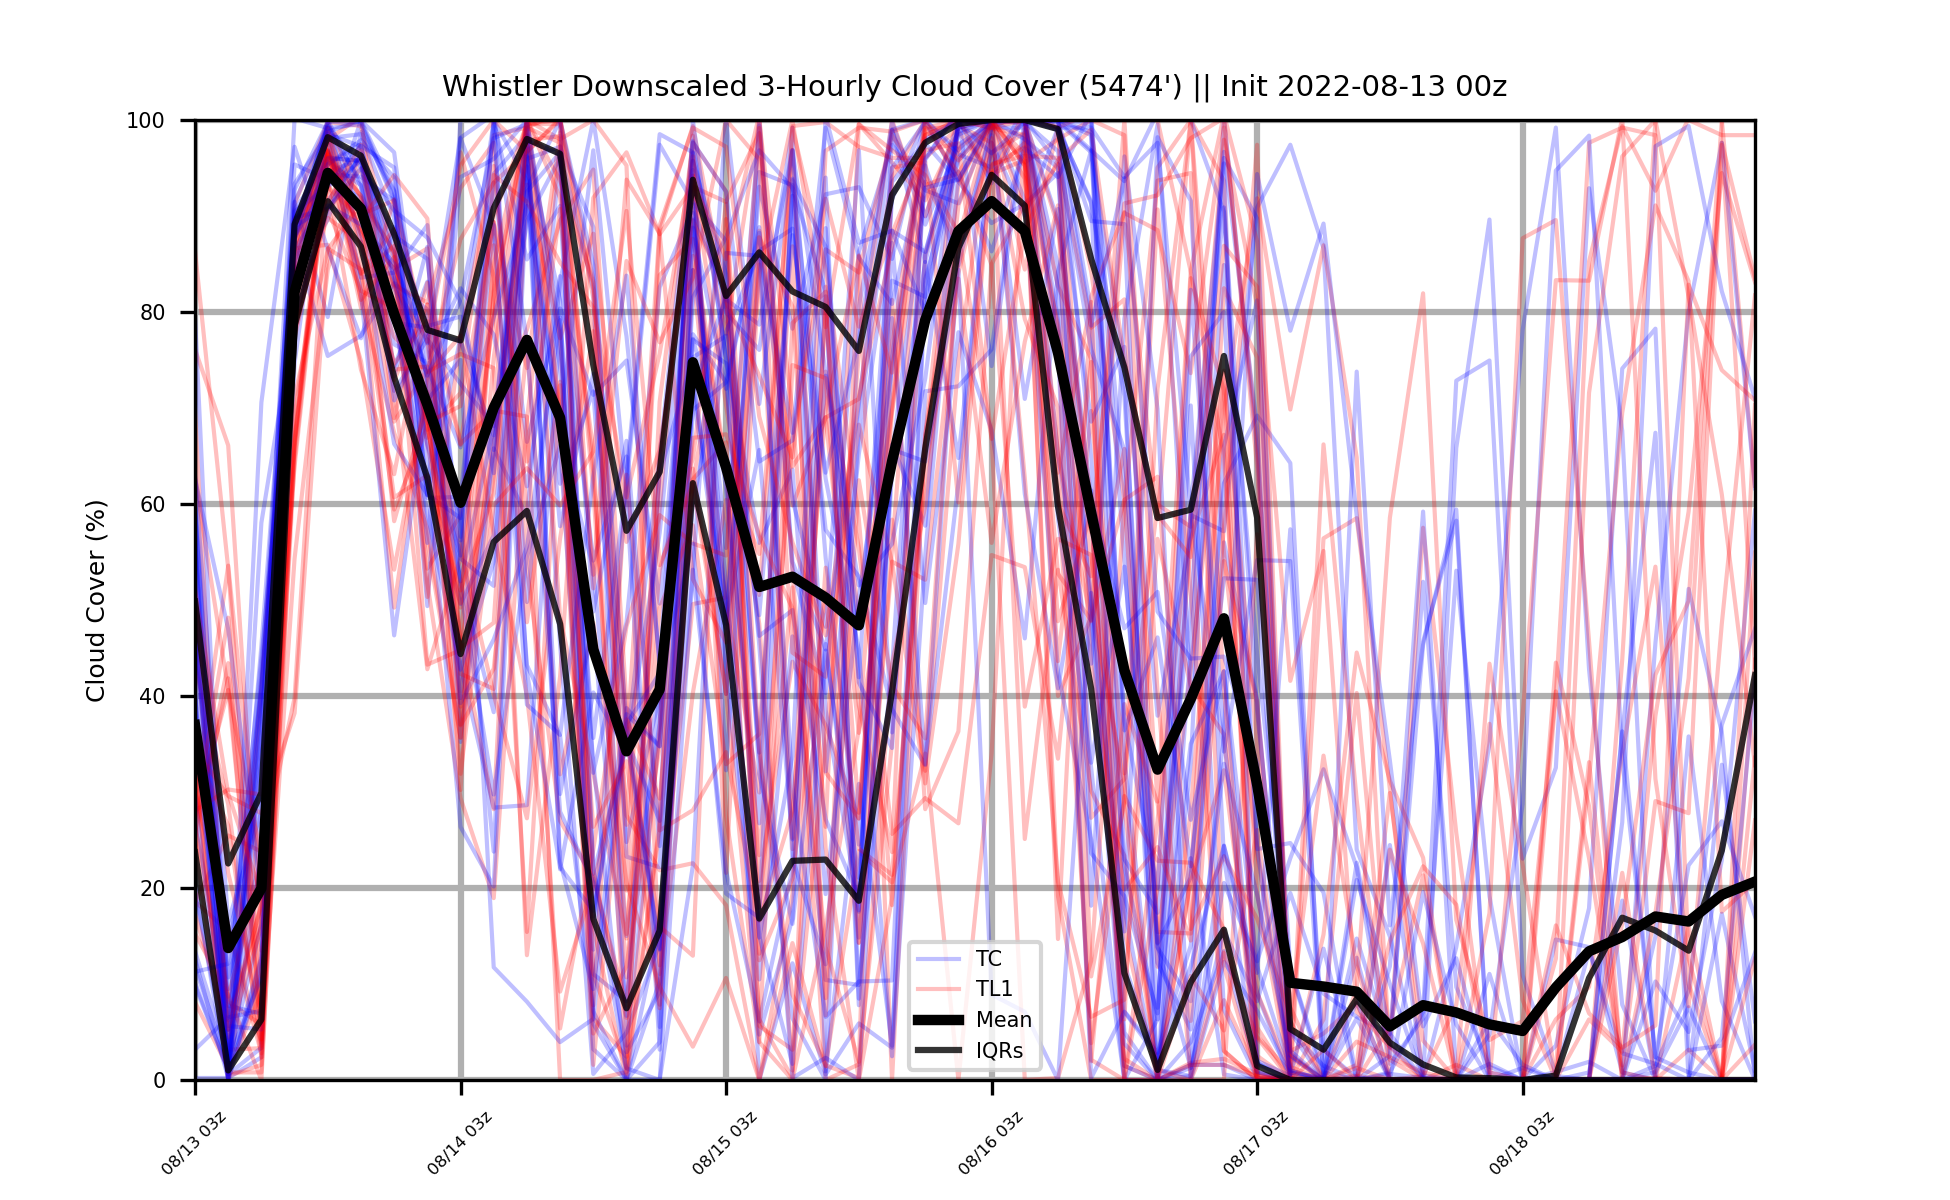 Whistler Downscaled 3-Hourly Cloud Cover (5474') || Init 2022-08-13 00z
100
80
60
40
20
0
Cloud Cover (%)
TC
TL1
Mean
IQRs
08/13 03z
08/14 03z
08/15 03z
08/16 03z
08/17 03z
08/18 03z